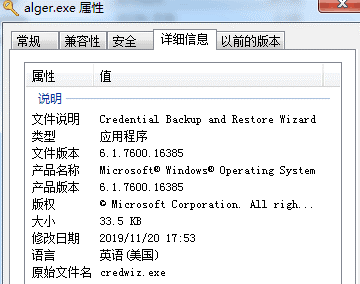 alger.exe 属性
常规 兼容性 安全 详细信息 以前的版本
属性 值
说明
文件说明 Credential Backup and Restore Wizard
类型 应用程序
文件版本 6.1.7600.16385
产品名称 Microsoft® Windows® Operating System
产品版本 6.1.7600.16385
版权 © Microsoft Corporation. All righ...
大小 33.5 KB
修改日期 2019/11/20 17:53
语言 英语(美国)
原始文件名 credwiz.exe